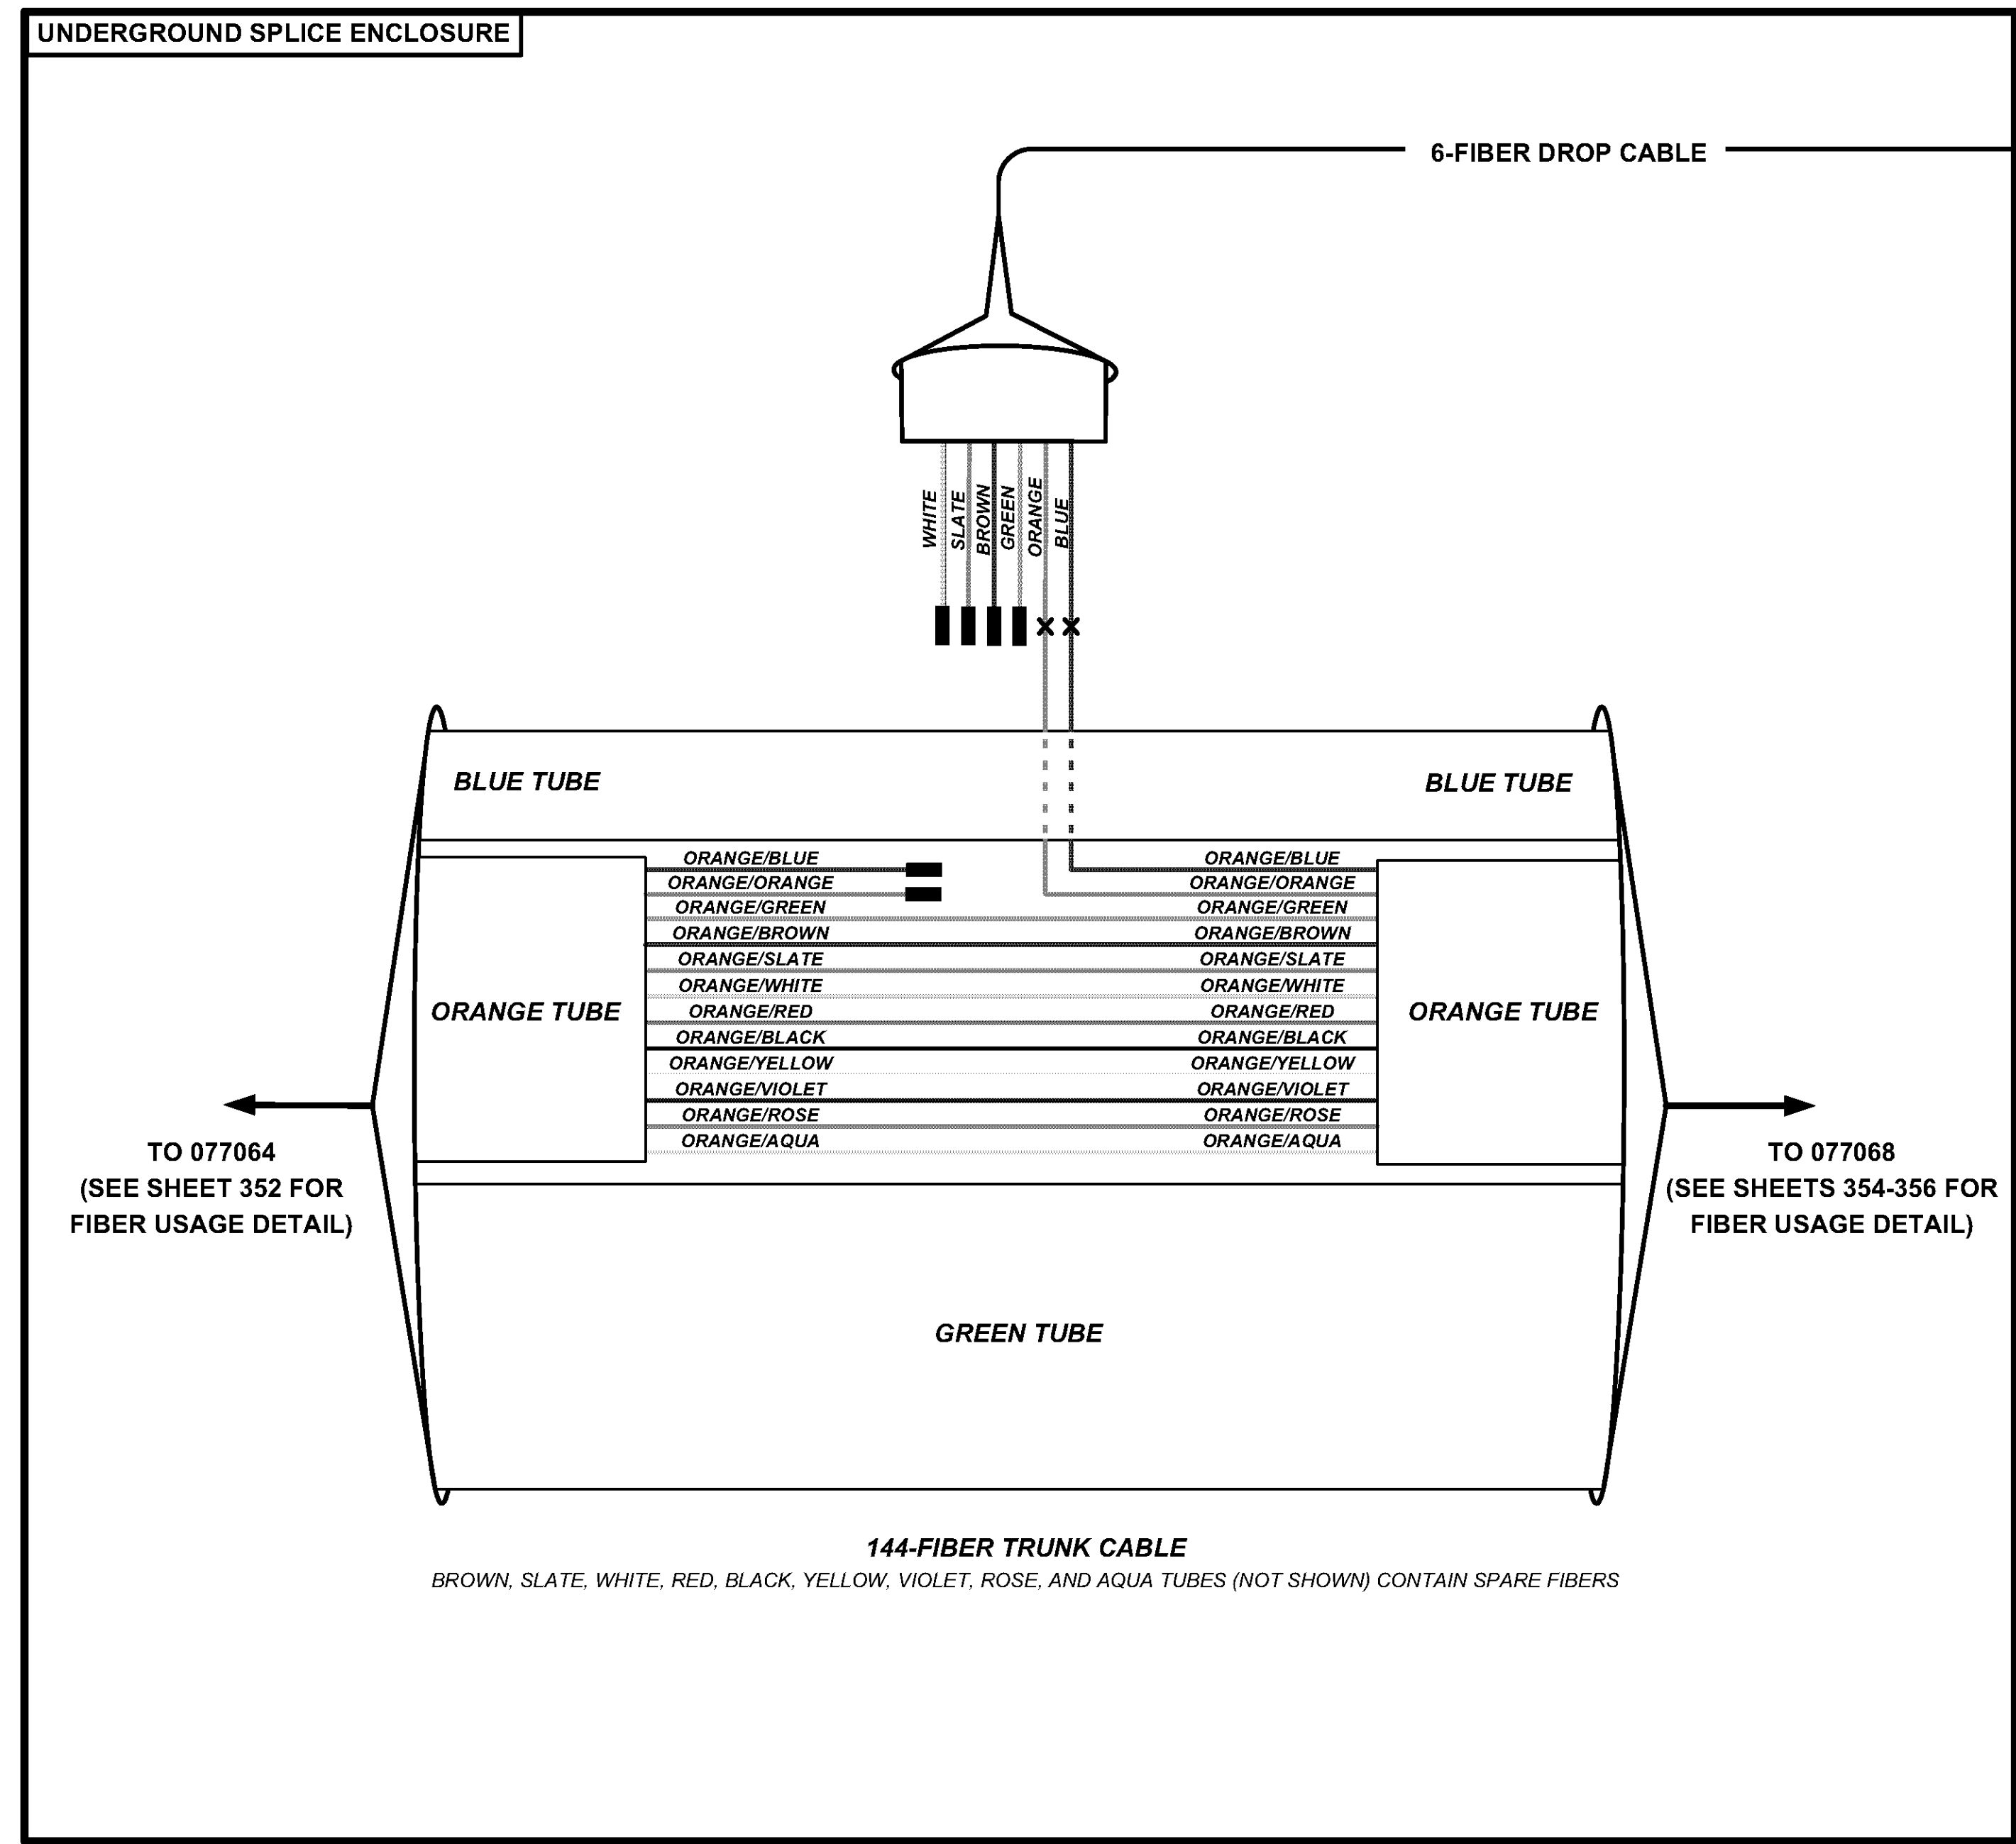 UNDERGROUND SPLICE ENCLOSURE
6-FIBER DROP CABLE
WHITE
SLATE
BROWN
GREEN
ORANGE
BLUE
BLUE TUBE
BLUE TUBE
ORANGE/BLUE
ORANGE/BLUE
ORANGE/ORANGE
ORANGE/ORANGE
ORANGE/GREEN
ORANGE/GREEN
ORANGE/BROWN
ORANGE/BROWN
ORANGE/SLATE
ORANGE/SLATE
ORANGE/WHITE
ORANGE/WHITE
ORANGE TUBE
ORANGE/RED
ORANGE/RED
ORANGE TUBE
ORANGE/BLACK
ORANGE/BLACK
ORANGE/YELLOW
ORANGE/YELLOW
ORANGE/VIOLET
ORANGE/VIOLET
ORANGE/ROSE
ORANGE/ROSE
ORANGE/AQUA
ORANGE/AQUA
TO 077064
(SEE SHEET 352 FOR
FIBER USAGE DETAIL)
TO 077068
(SEE SHEETS 354-356 FOR
FIBER USAGE DETAIL)
GREEN TUBE
144-FIBER TRUNK CABLE
BROWN, SLATE, WHITE, RED, BLACK, YELLOW, VIOLET, ROSE, AND AQUA TUBES (NOT SHOWN) CONTAIN SPARE FIBERS